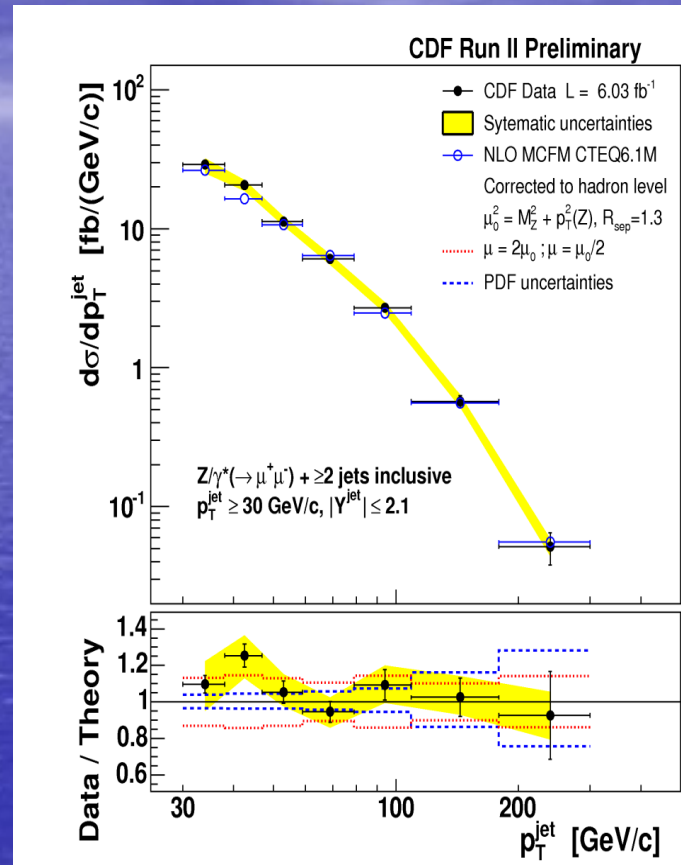 CDF Run II Preliminary
10²
10
1
10⁻¹
dσ/dp_T^jet [fb/(GeV/c)]
CDF Data L = 6.03 fb⁻¹
Sytematic uncertainties
NLO MCFM CTEQ6.1M
Corrected to hadron level
μ₀² = M_Z² + p_T²(Z), R_sep=1.3
μ = 2μ₀ ; μ = μ₀/2
PDF uncertainties
Z/γ*(→ μ⁺μ⁻) + ≥2 jets inclusive
p_T^jet ≥ 30 GeV/c, |Y^jet| ≤ 2.1
1.4
1.2
1
0.8
0.6
Data / Theory
30 100 200
p_T^jet [GeV/c]